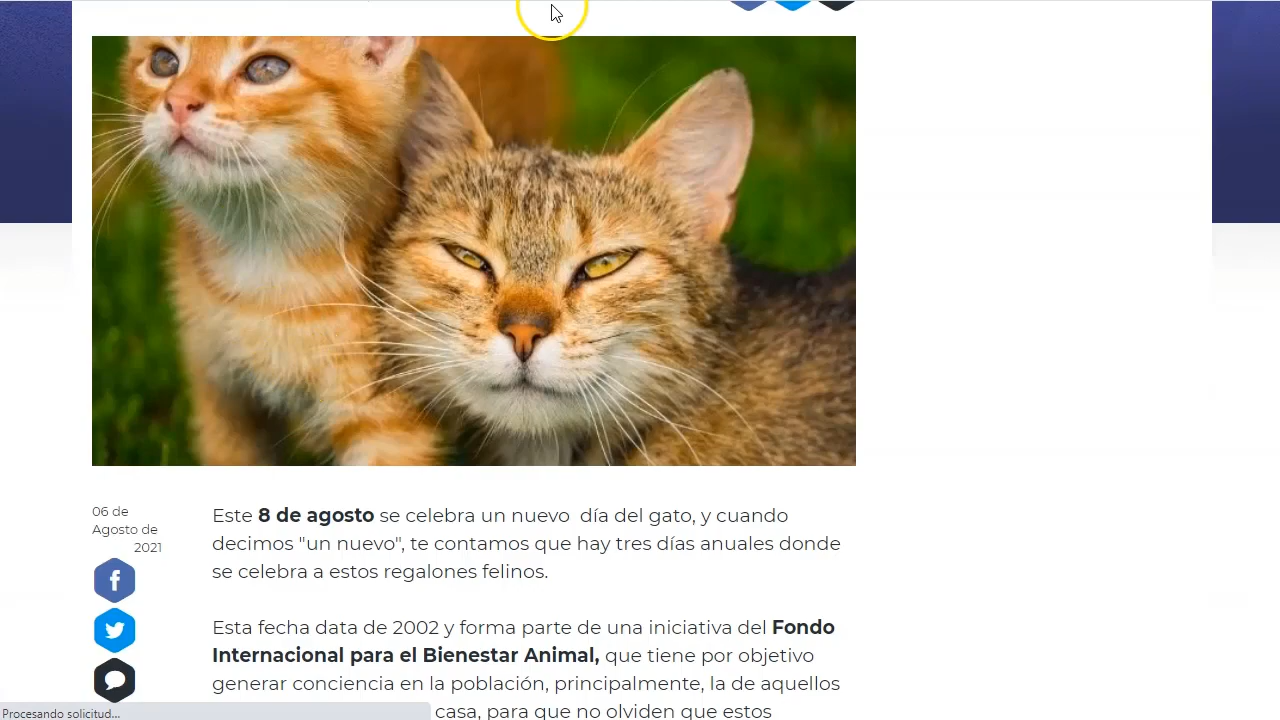 06 de
Agosto de
2021
Este 8 de agosto se celebra un nuevo  día del gato, y cuando
decimos "un nuevo", te contamos que hay tres días anuales donde
se celebra a estos regalones felinos.
Esta fecha data de 2002 y forma parte de una iniciativa del Fondo
Internacional para el Bienestar Animal, que tiene por objetivo
generar conciencia en la población, principalmente, la de aquellos
casa, para que no olviden que estos
Procesando solicitud...